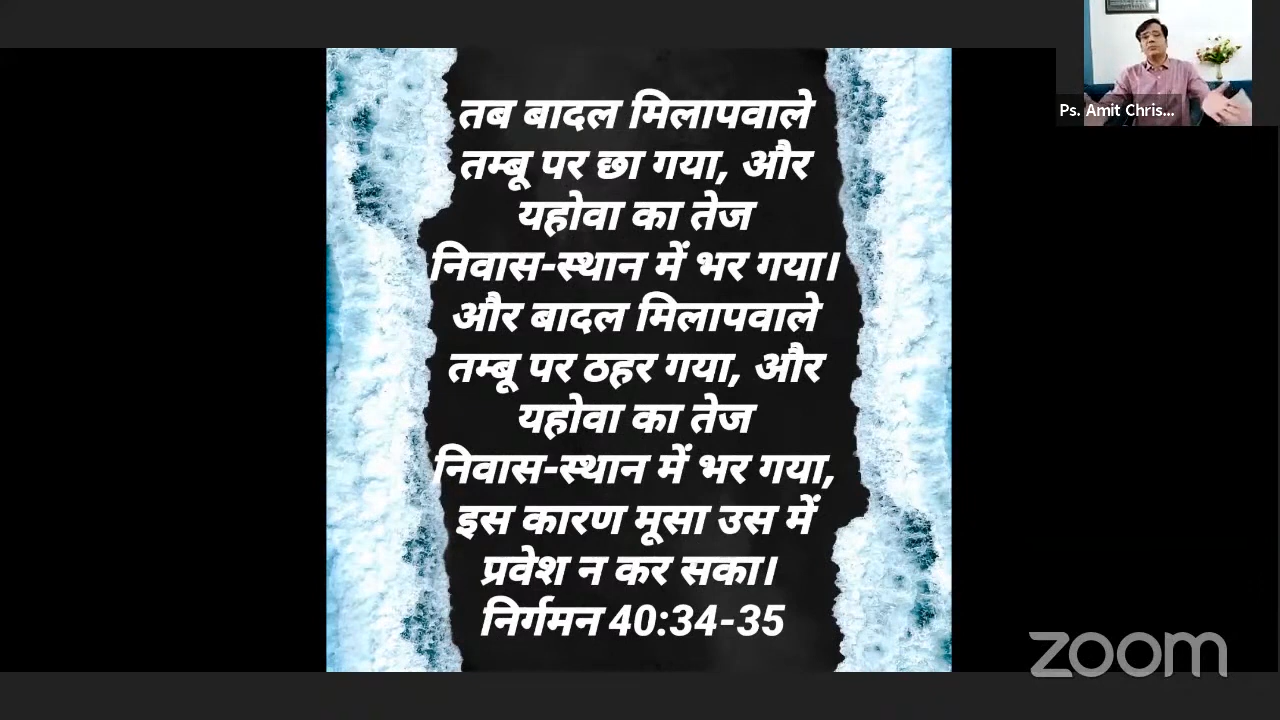 तब बादल मिलापवाले
तम्बू पर छा गया, और
यहोवा का तेज
निवास-स्थान में भर गया।
और बादल मिलापवाले
तम्बू पर ठहर गया, और
यहोवा का तेज
निवास-स्थान में भर गया,
इस कारण मूसा उस में
प्रवेश न कर सका।
निर्गमन 40:34-35
Ps. Amit Chris...
zoom